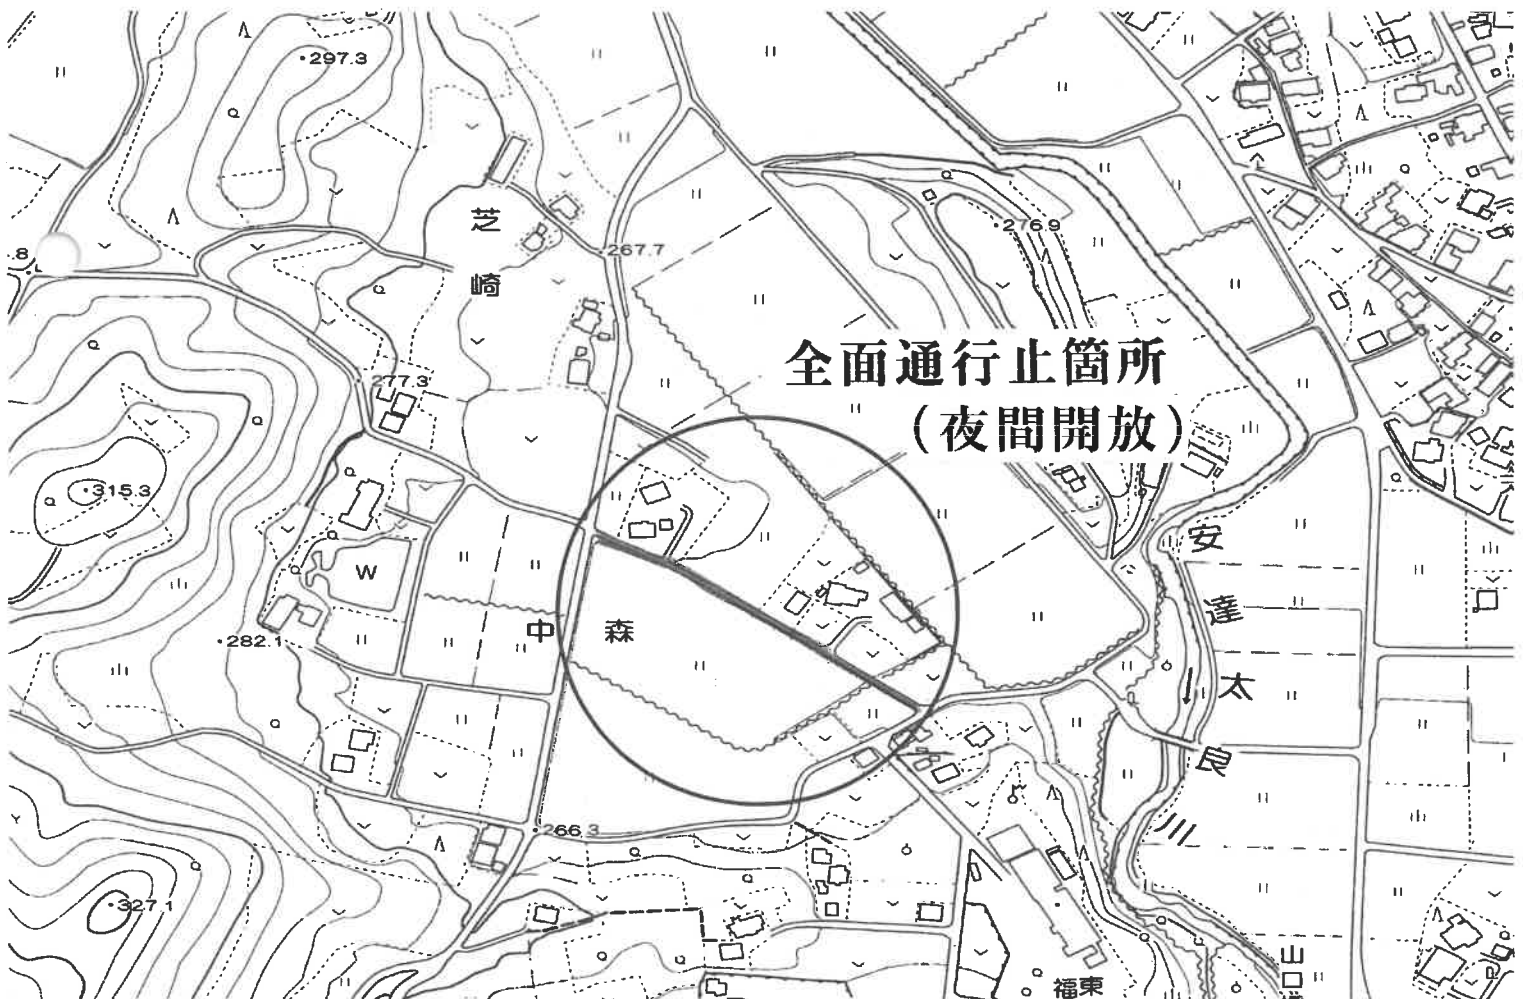 297.3
芝崎
267.7
276.9
.8
全面通行止箇所
(夜間開放)
277.3
315.3
W
282.1
中森
安達太良川
266.3
327.1
山口
東
福